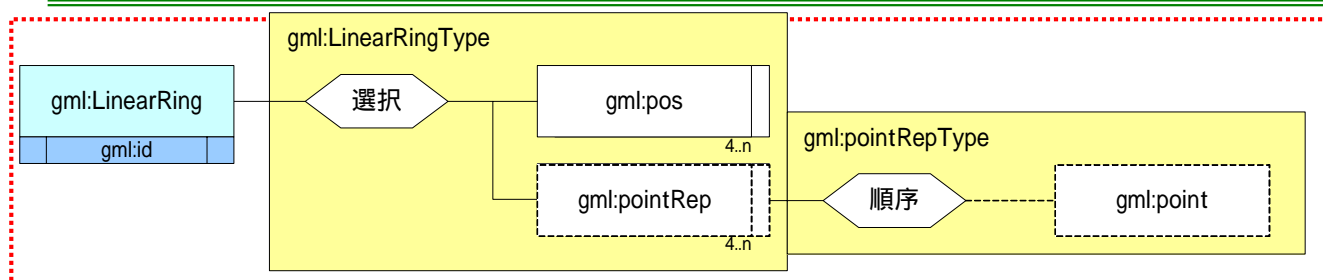 gml:LinearRingType
gml:LinearRing
gml:id
選択
gml:pos
4..n
gml:pointRep
4..n
gml:pointRepType
順序
gml:point